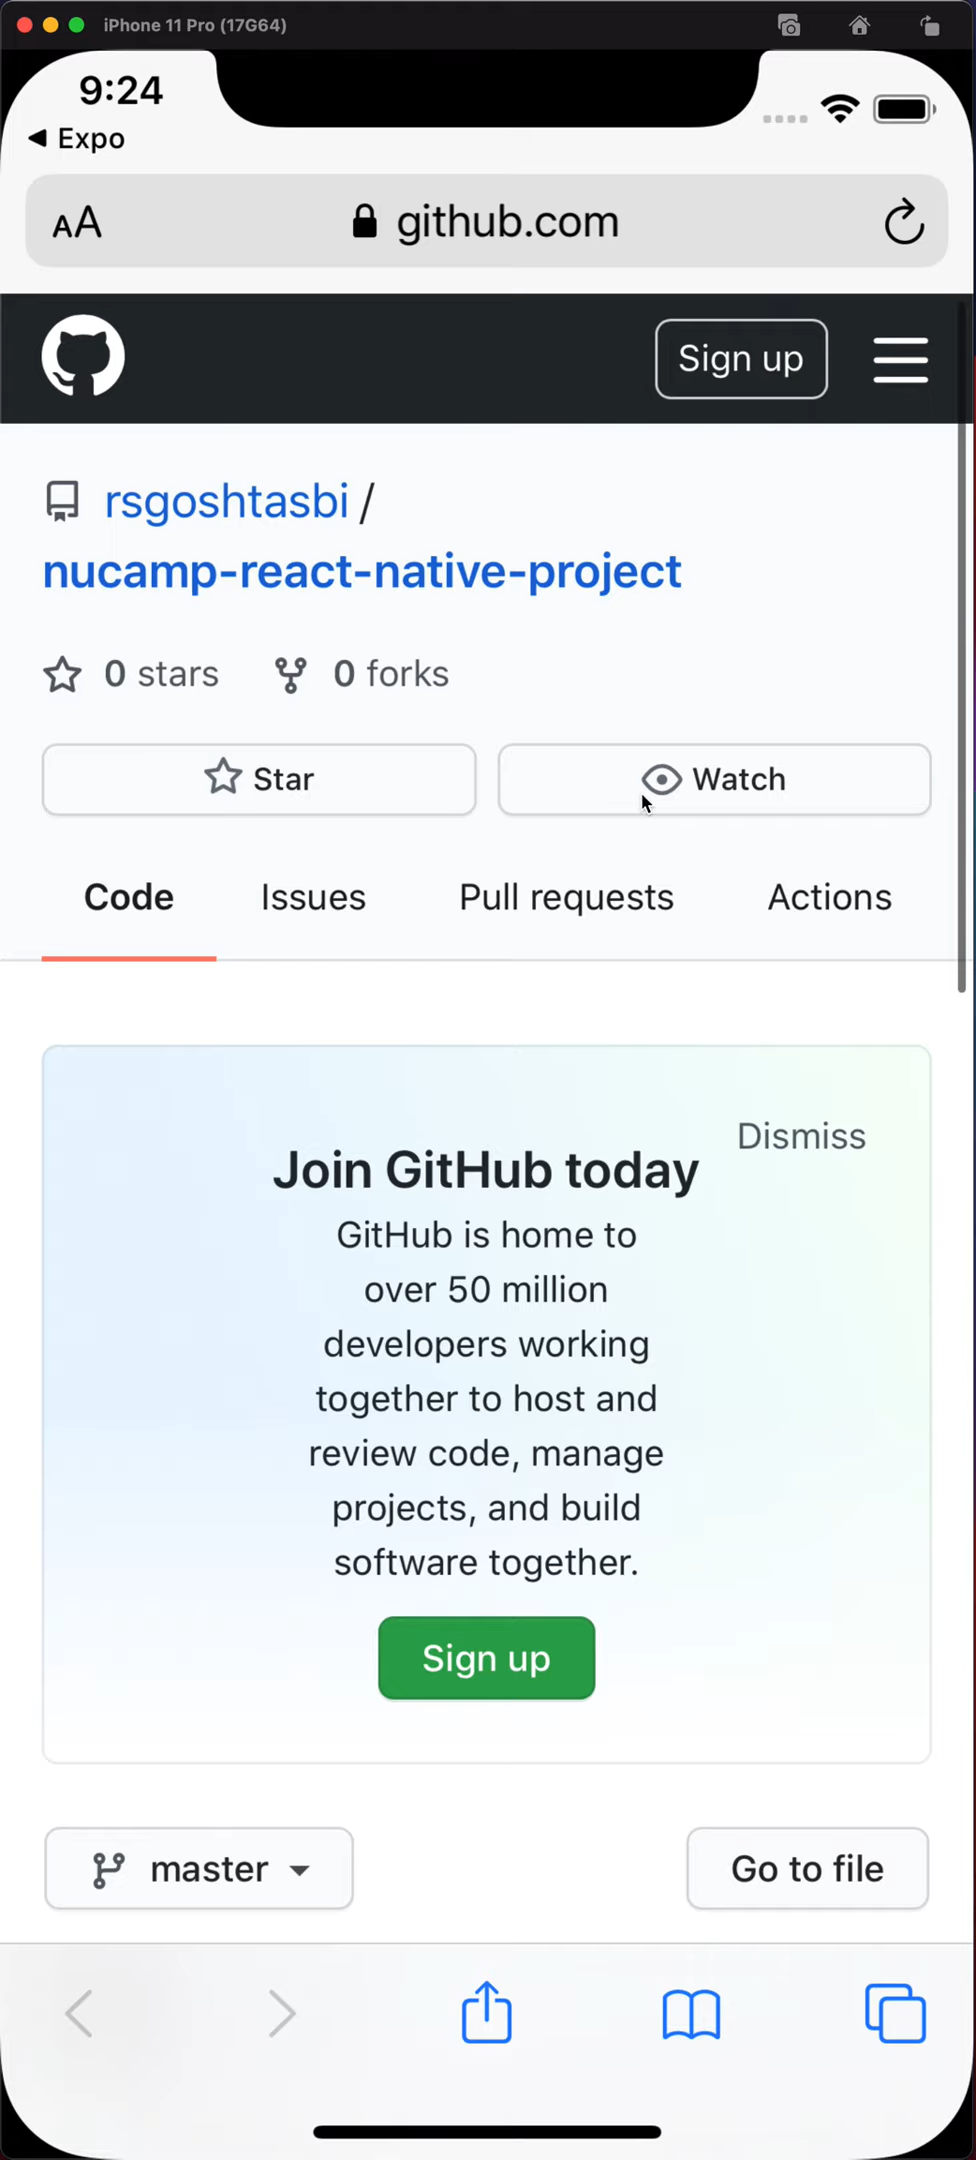 iPhone 11 Pro (17G64)
9:24
Expo
AA
github.com
Sign up
rsgoshtasbi /
nucamp-react-native-project
0 stars 0 forks
Star Watch
Code Issues Pull requests Actions
Dismiss
Join GitHub today
GitHub is home to
over 50 million
developers working
together to host and
review code, manage
projects, and build
software together.
Sign up
master Go to file